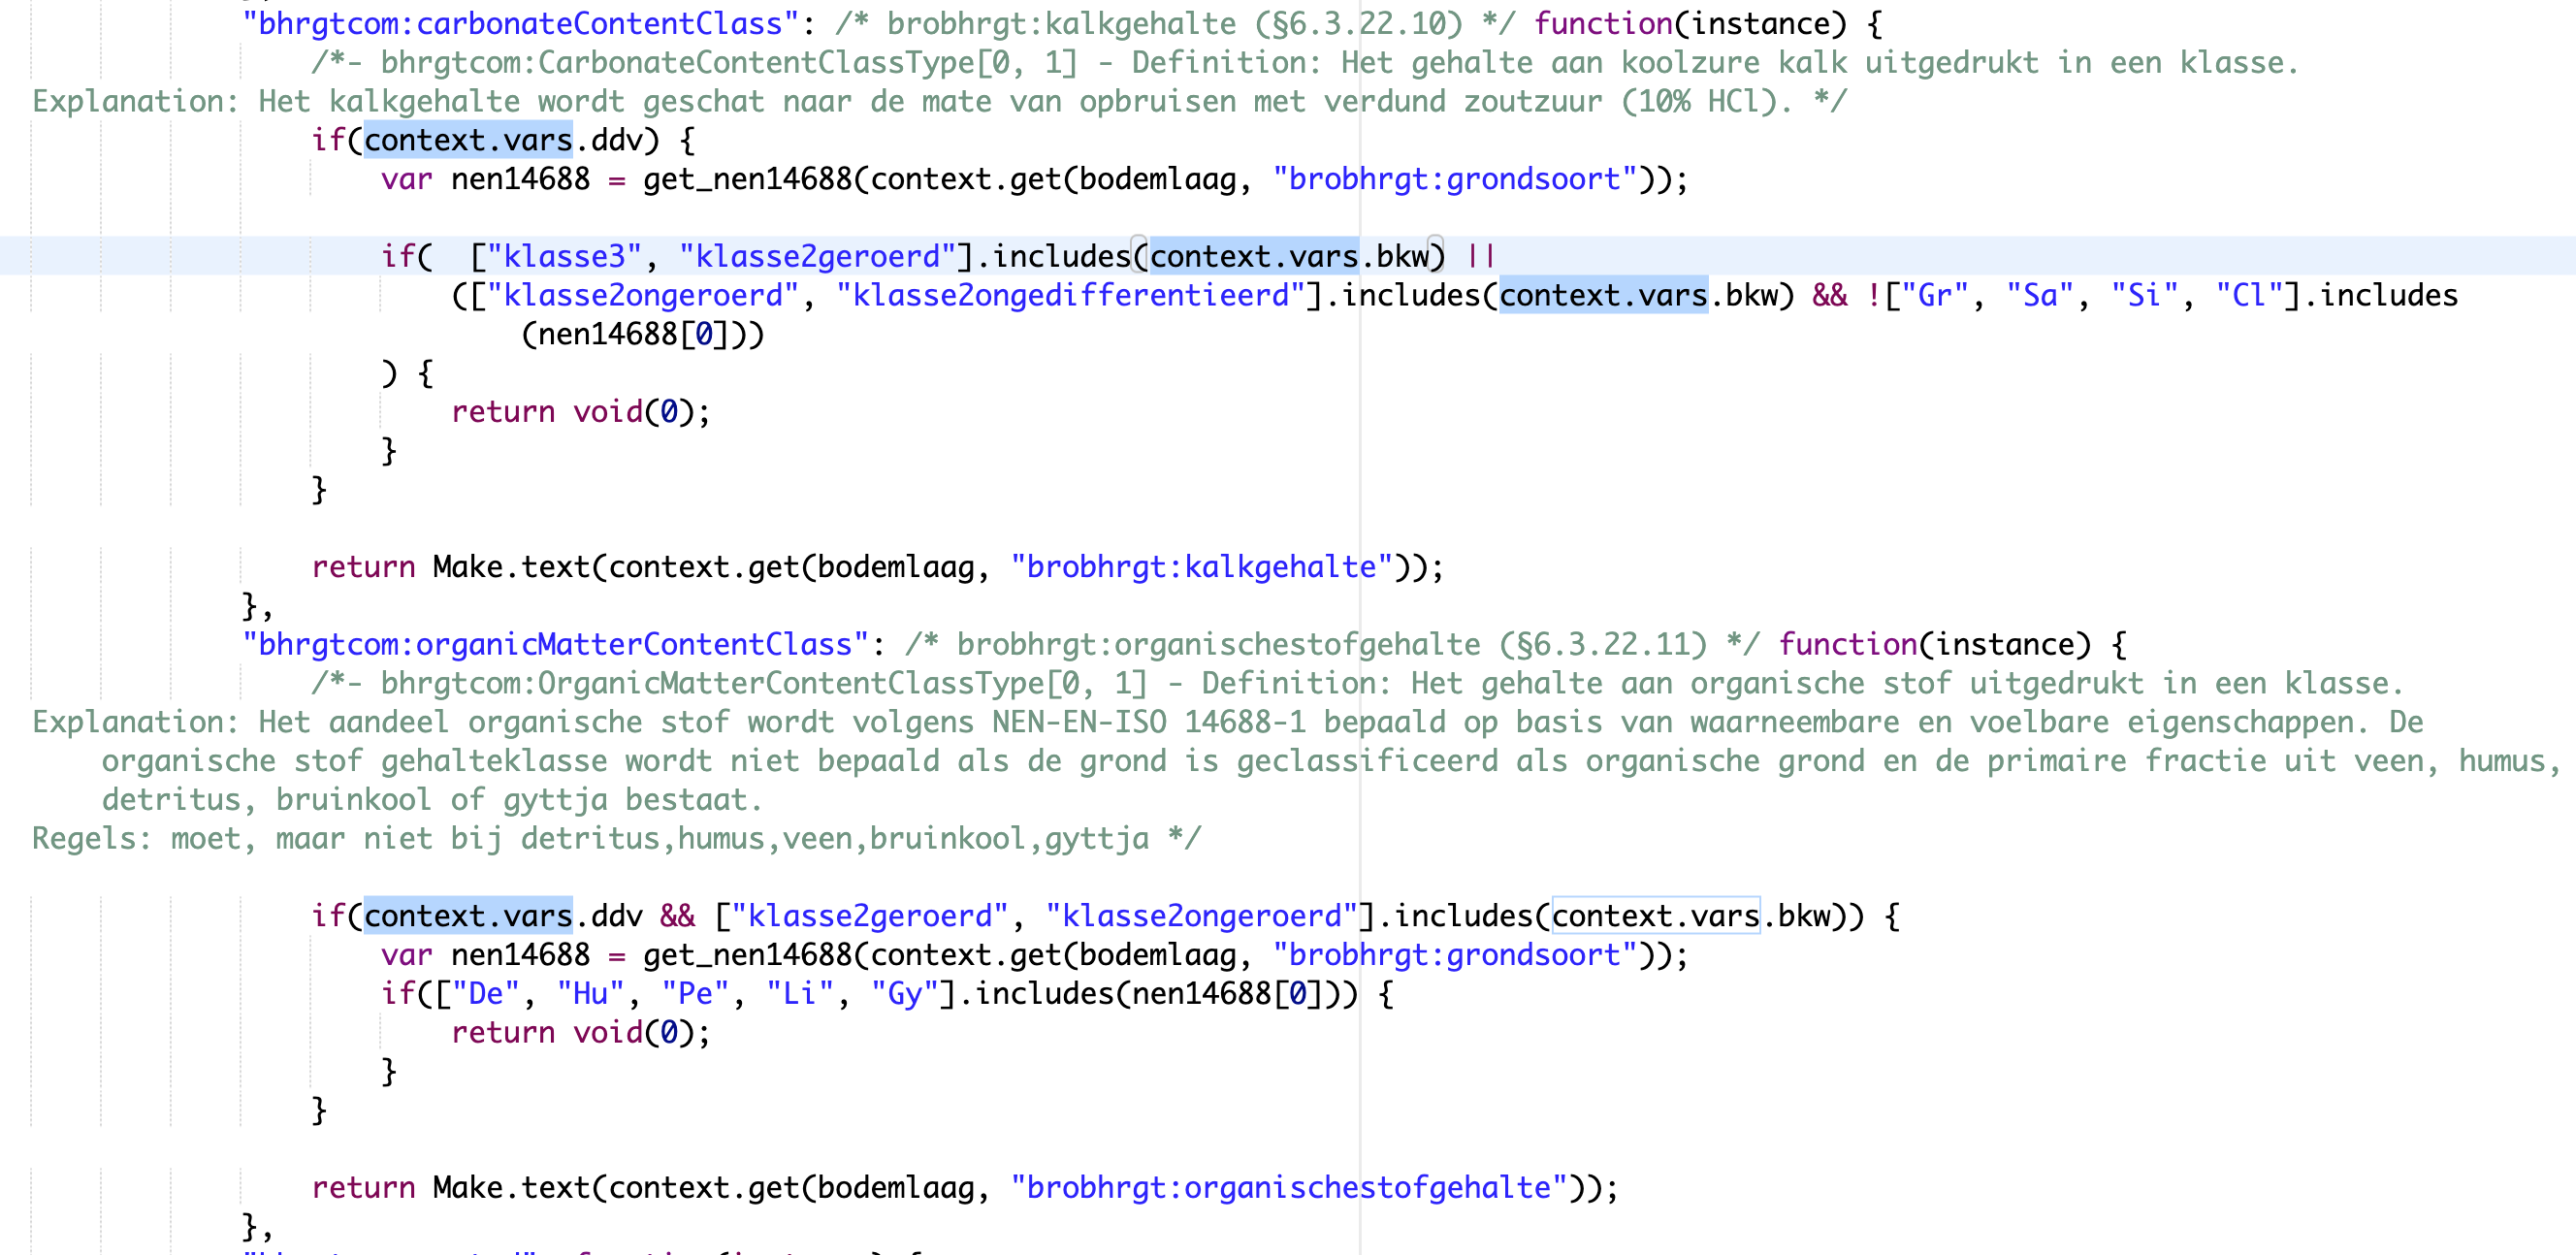 "bhrgtcom:carbonateContentClass": /* brobhrgt:kalkgehalte (§6.3.22.10) */ function(instance) {
/*- bhrgtcom:CarbonateContentClassType[0, 1] - Definition: Het gehalte aan koolzure kalk uitgedrukt in een klasse.
Explanation: Het kalkgehalte wordt geschat naar de mate van opbruisen met verdund zoutzuur (10% HCl). */
if(context.vars.ddv) {
var nen14688 = get_nen14688(context.get(bodemlaag, "brobhrgt:grondsoort"));
if(  ["klasse3", "klasse2geroerd"].includes(context.vars.bkw) ||
(["klasse2ongeroerd", "klasse2ongedifferentieerd"].includes(context.vars.bkw) && !["Gr", "Sa", "Si", "Cl"].includes
(nen14688[0]))
) {
return void(0);
}
}
return Make.text(context.get(bodemlaag, "brobhrgt:kalkgehalte"));
},
"bhrgtcom:organicMatterContentClass": /* brobhrgt:organischestofgehalte (§6.3.22.11) */ function(instance) {
/*- bhrgtcom:OrganicMatterContentClassType[0, 1] - Definition: Het gehalte aan organische stof uitgedrukt in een klasse.
Explanation: Het aandeel organische stof wordt volgens NEN-EN-ISO 14688-1 bepaald op basis van waarneembare en voelbare eigenschappen. De
organische stof gehalteklasse wordt niet bepaald als de grond is geclassificeerd als organische grond en de primaire fractie uit veen, humus,
detritus, bruinkool of gyttja bestaat.
Regels: moet, maar niet bij detritus,humus,veen,bruinkool,gyttja */
if(context.vars.ddv && ["klasse2geroerd", "klasse2ongeroerd"].includes(context.vars.bkw)) {
var nen14688 = get_nen14688(context.get(bodemlaag, "brobhrgt:grondsoort"));
if(["De", "Hu", "Pe", "Li", "Gy"].includes(nen14688[0])) {
return void(0);
}
}
return Make.text(context.get(bodemlaag, "brobhrgt:organischestofgehalte"));
},